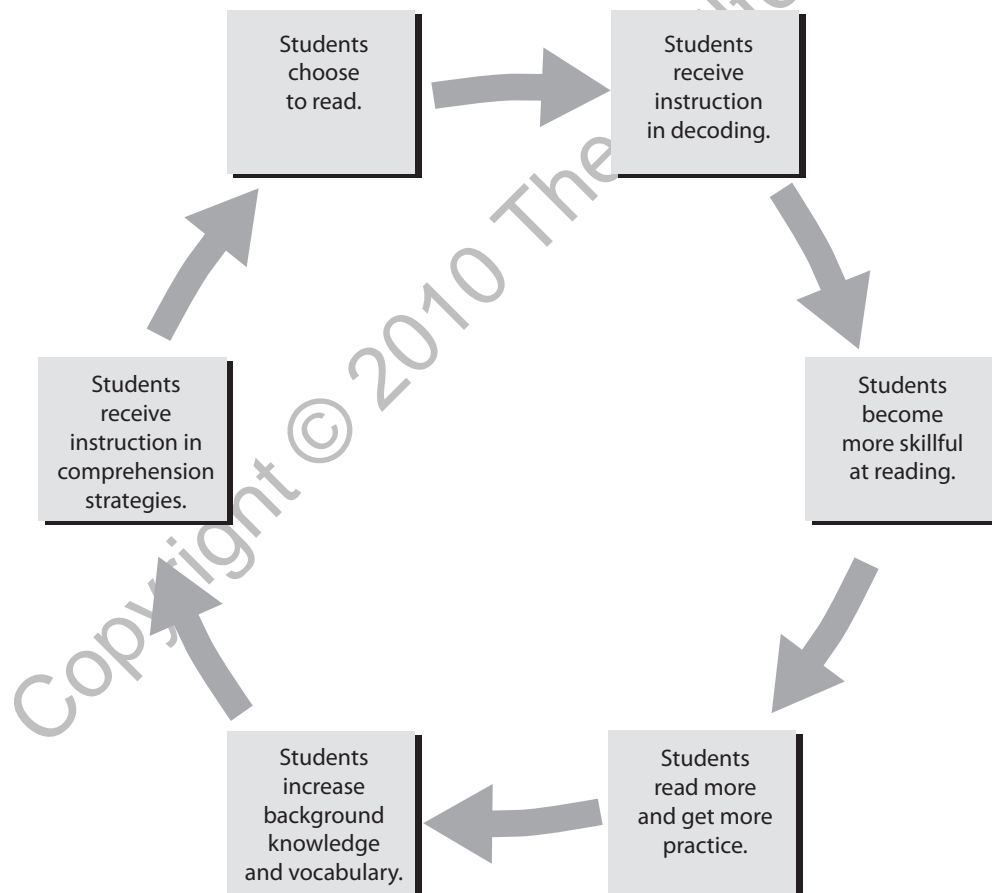 Students
choose
to read.
Students
receive
instruction
in decoding.
Students
become
more skillful
at reading.
Students
read more
and get more
practice.
Students
increase
background
knowledge
and vocabulary.
Students
receive
instruction in
comprehension
strategies.
Copyright © 2010 The